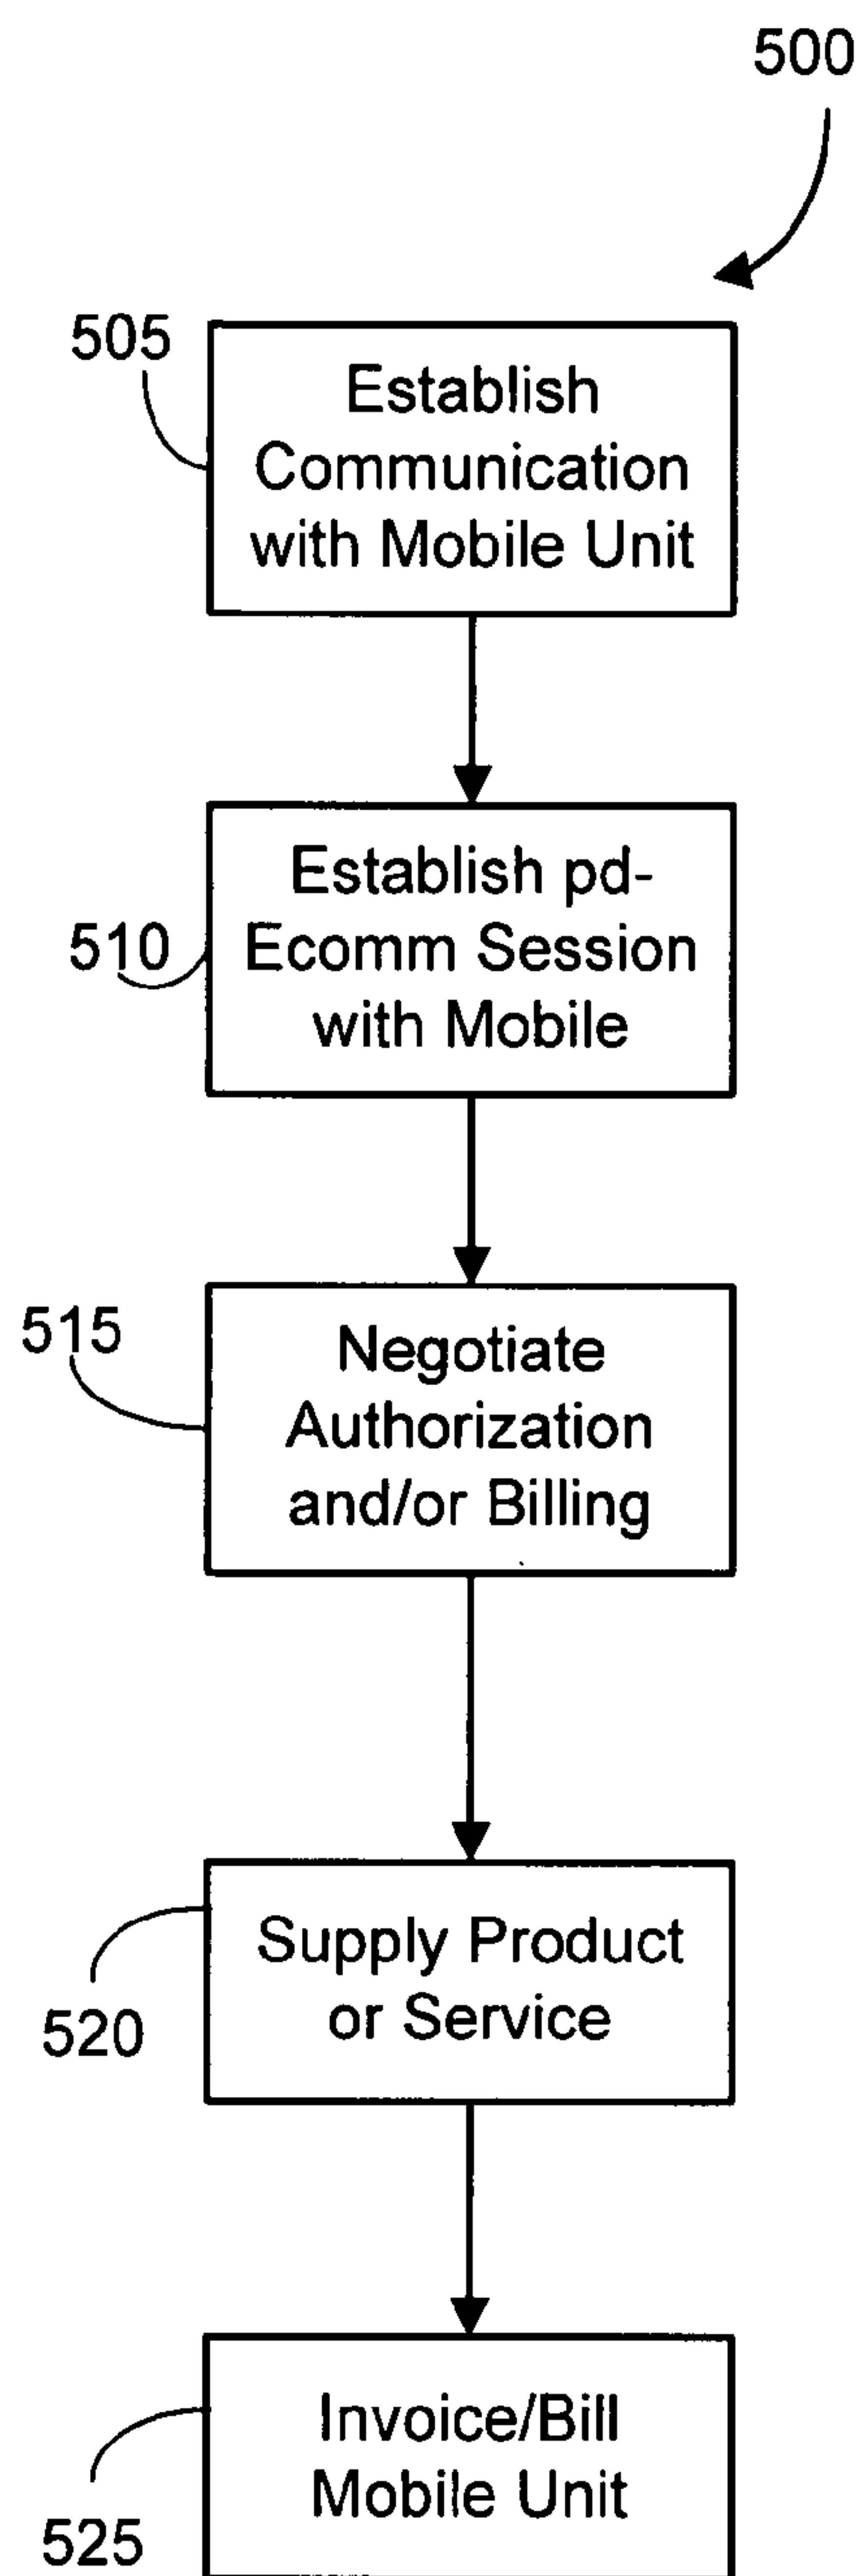 500
505
Establish
Communication
with Mobile Unit
510
Establish pd-
Ecomm Session
with Mobile
515
Negotiate
Authorization
and/or Billing
520
Supply Product
or Service
525
Invoice/Bill
Mobile Unit